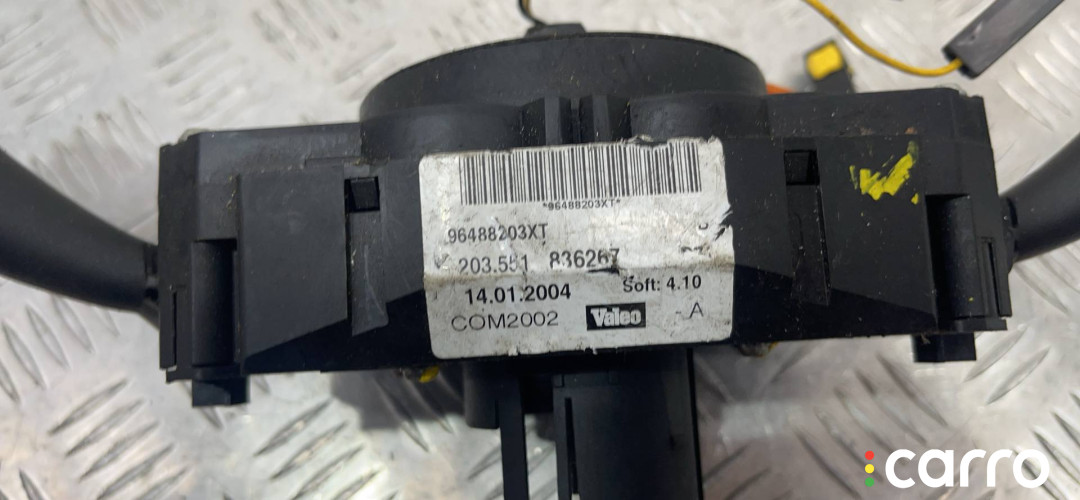 *96488203XT*
96488203XT
203.551 836267
14.01.2004 Soft: 4.10
COM2002 Valeo A
carro